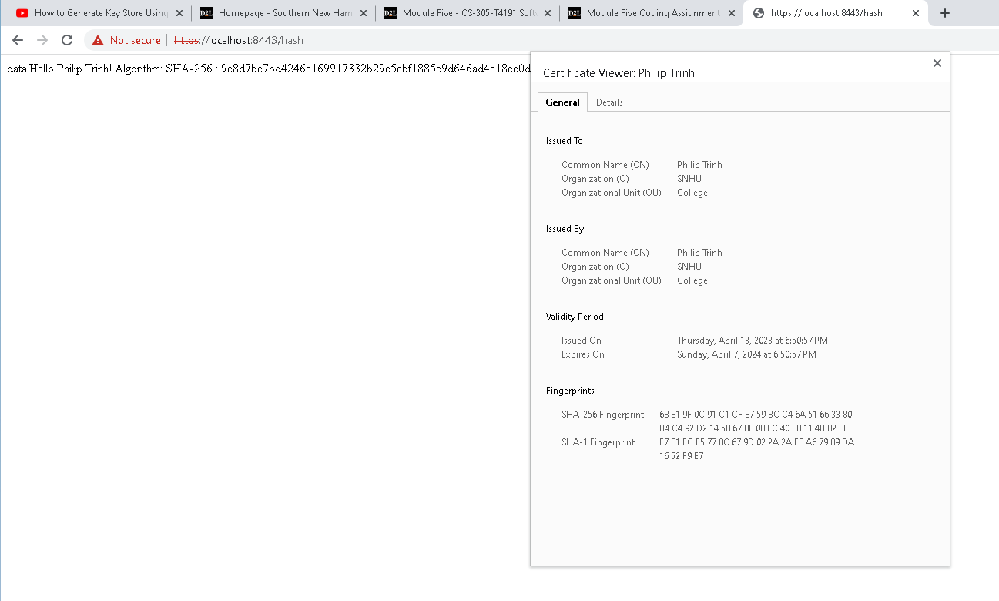 How to Generate Key Store Using
Homepage - Southern New Ham
Module Five - CS-305-T4191 Soft
Module Five Coding Assignment
https://localhost:8443/hash
Not secure
https://localhost:8443/hash
data:Hello Philip Trinh! Algorithm: SHA-256 : 9e8d7be7bd4246c169917332b29c5cbf1885e9d646ad4c18cc0d
Certificate Viewer: Philip Trinh
General Details
Issued To
Common Name (CN) Philip Trinh
Organization (O) SNHU
Organizational Unit (OU) College
Issued By
Common Name (CN) Philip Trinh
Organization (O) SNHU
Organizational Unit (OU) College
Validity Period
Issued On Thursday, April 13, 2023 at 6:50:57 PM
Expires On Sunday, April 7, 2024 at 6:50:57 PM
Fingerprints
SHA-256 Fingerprint 68 E1 9F 0C 91 C1 CF E7 59 BC C4 6A 51 66 33 80
B4 C4 92 D2 14 58 67 88 08 FC 40 88 11 4B 82 EF
SHA-1 Fingerprint E7 F1 FC E5 77 8C 67 9D 02 2A 2A E8 A6 79 89 DA
16 52 F9 E7